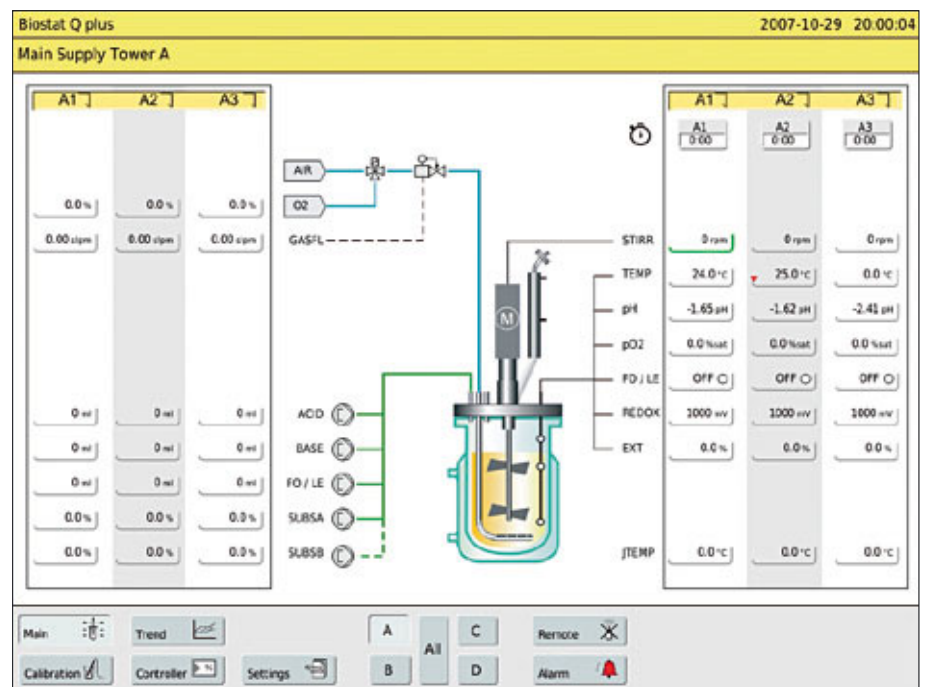 Biostat Q plus 2007-10-29 20:00:04
Main Supply Tower A
A1 A2 A3
A1 A2 A3
A1 A2 A3
0:00 0:00 0:00
AIR
0.0 % 0.0 % 0.0 % O2
0.00 slpm 0.00 slpm 0.00 slpm GASFL STIRR 0 rpm 0 rpm 0 rpm
TEMP 24.0 °C 25.0 °C 0.0 °C
M pH -1.65 pH -1.62 pH -2.41 pH
pO2 0.0 %sat 0.0 %sat 0.0 %sat
FO / LE OFF OFF OFF
0 ml 0 ml 0 ml ACID REDOX 1000 mV 1000 mV 1000 mV
0 ml 0 ml 0 ml BASE EXT 0.0 % 0.0 % 0.0 %
0 ml 0 ml 0 ml FO / LE
0.0 % 0.0 % 0.0 % SUBSA
0.0 % 0.0 % 0.0 % SUBSB JTEMP 0.0 °C 0.0 °C 0.0 °C
Main Trend A All C Remote
Calibration Controller Settings B D Alarm